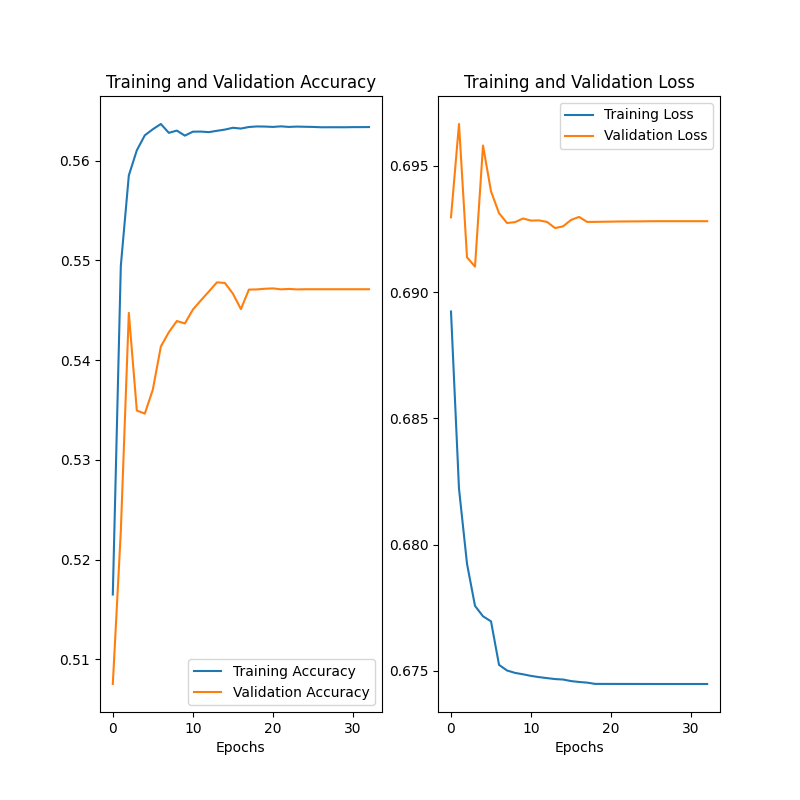 Training and Validation Accuracy
0.56
0.55
0.54
0.53
0.52
0.51
0 10 20 30
Epochs
Training Accuracy
Validation Accuracy
Training and Validation Loss
0.695
0.690
0.685
0.680
0.675
0 10 20 30
Epochs
Training Loss
Validation Loss